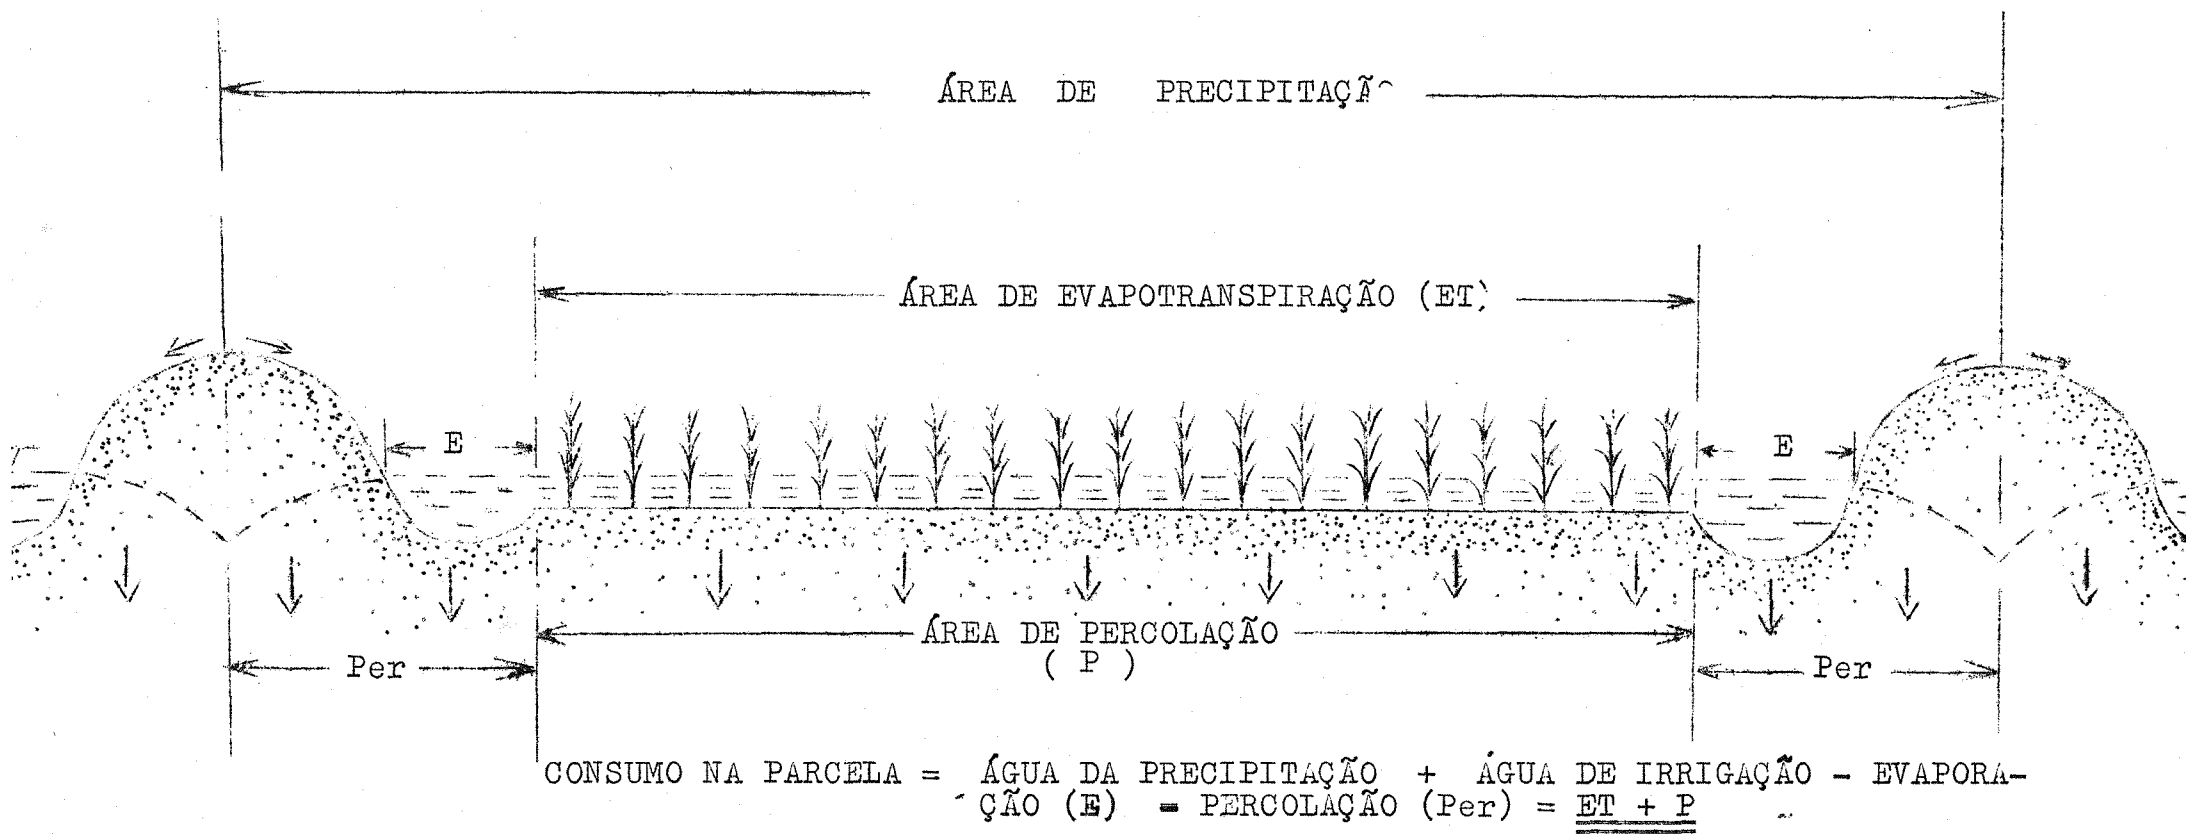 ÁREA DE PRECIPITAÇÃ
ÁREA DE EVAPOTRANSPIRAÇÃO (ET)
E
E
ÁREA DE PERCOLAÇÃO
( P )
Per
Per
CONSUMO NA PARCELA = ÁGUA DA PRECIPITAÇÃO + ÁGUA DE IRRIGAÇÃO - EVAPORA-
ÇÃO (E) - PERCOLAÇÃO (Per) = ET + P